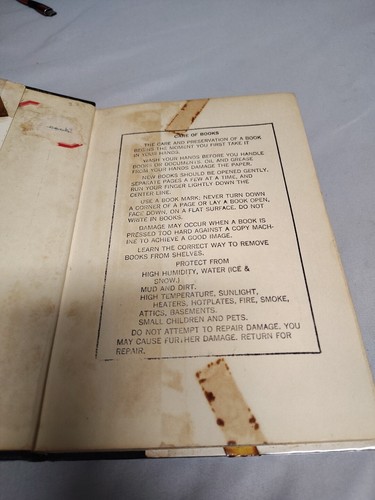 CARE OF BOOKS
THE CARE AND PRESERVATION OF A BOOK
BEGINS THE MOMENT YOU FIRST TAKE IT
IN YOUR HANDS.
WASH YOUR HANDS BEFORE YOU HANDLE
BOOKS OR DOCUMENTS. OIL AND GREASE
FROM YOUR HANDS DAMAGE THE PAPER.
NEW BOOKS SHOULD BE OPENED GENTLY.
SEPARATE PAGES A FEW AT A TIME, AND
RUN YOUR FINGER LIGHTLY DOWN THE
CENTER LINE.
USE A BOOK MARK; NEVER TURN DOWN
A CORNER OF A PAGE OR LAY A BOOK OPEN,
FACE DOWN, ON A FLAT SURFACE. DO NOT
WRITE IN BOOKS.
DAMAGE MAY OCCUR WHEN A BOOK IS
PRESSED TOO HARD AGAINST A COPY MACH-
INE TO ACHIEVE A GOOD IMAGE.
LEARN THE CORRECT WAY TO REMOVE
BOOKS FROM SHELVES.
PROTECT FROM
HIGH HUMIDITY, WATER (ICE &
SNOW.)
MUD AND DIRT.
HIGH TEMPERATURE, SUNLIGHT,
HEATERS, HOTPLATES, FIRE, SMOKE,
ATTICS, BASEMENTS.
SMALL CHILDREN AND PETS.
DO NOT ATTEMPT TO REPAIR DAMAGE. YOU
MAY CAUSE FURTHER DAMAGE. RETURN FOR
REPAIR.